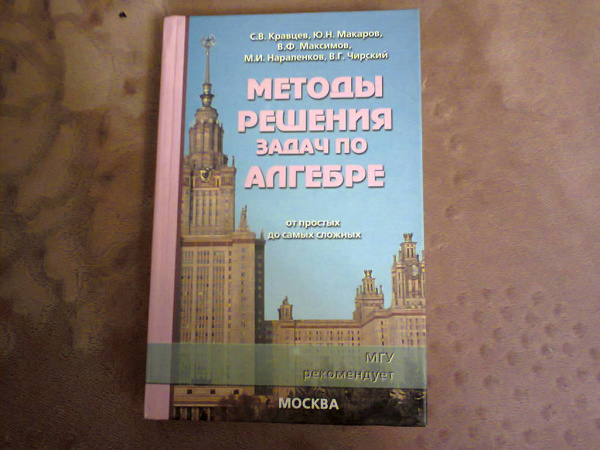 С.В. Кравцев, Ю.Н. Макаров,
В.Ф. Максимов,
М.И. Нараленков, В.Г. Чирский
МЕТОДЫ
РЕШЕНИЯ
ЗАДАЧ ПО
АЛГЕБРЕ
от простых
до самых сложных
МГУ
рекомендует
МОСКВА